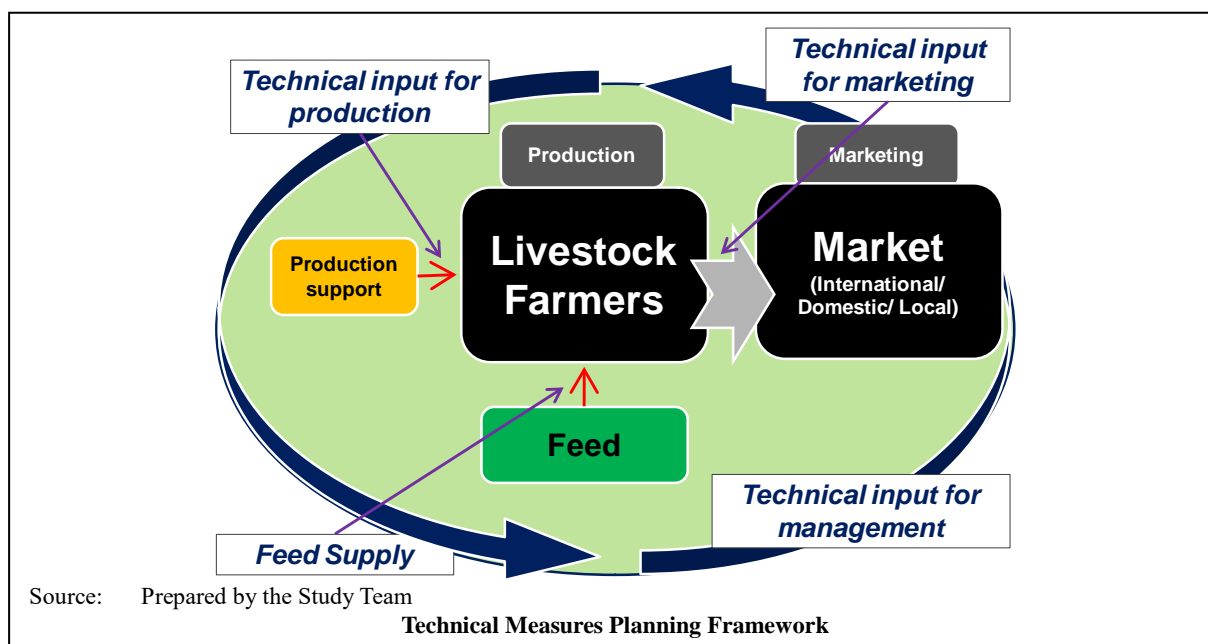 Technical input for
production
Technical input
for marketing
Production
Marketing
Production
support
Livestock
Farmers
Market
(International/
Domestic/ Local)
Feed
Technical input for
management
Feed Supply
Source: Prepared by the Study Team
Technical Measures Planning Framework